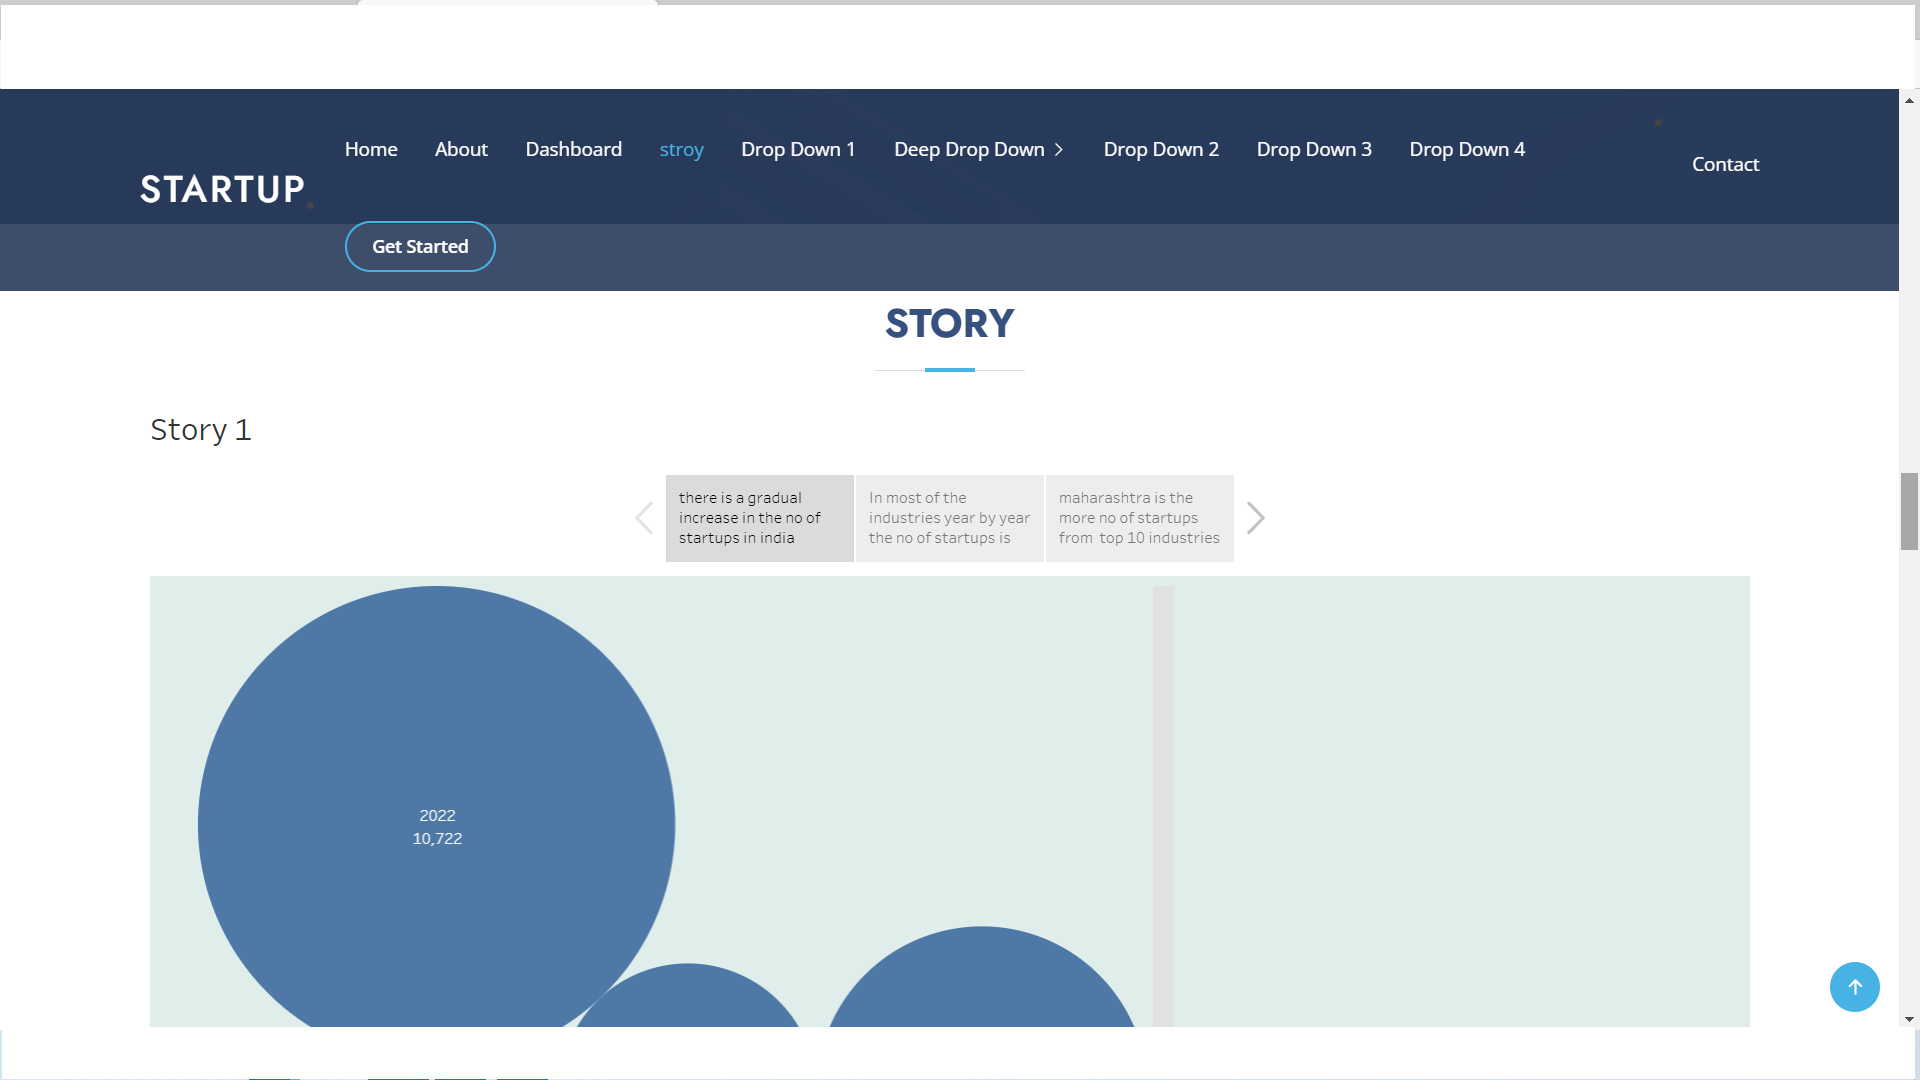 Home About Dashboard stroy Drop Down 1 Deep Drop Down Drop Down 2 Drop Down 3 Drop Down 4
Contact
STARTUP
Get Started
STORY
Story 1
there is a gradual
increase in the no of
startups in india
In most of the
industries year by year
the no of startups is
maharashtra is the
more no of startups
from top 10 industries
2022
10,722